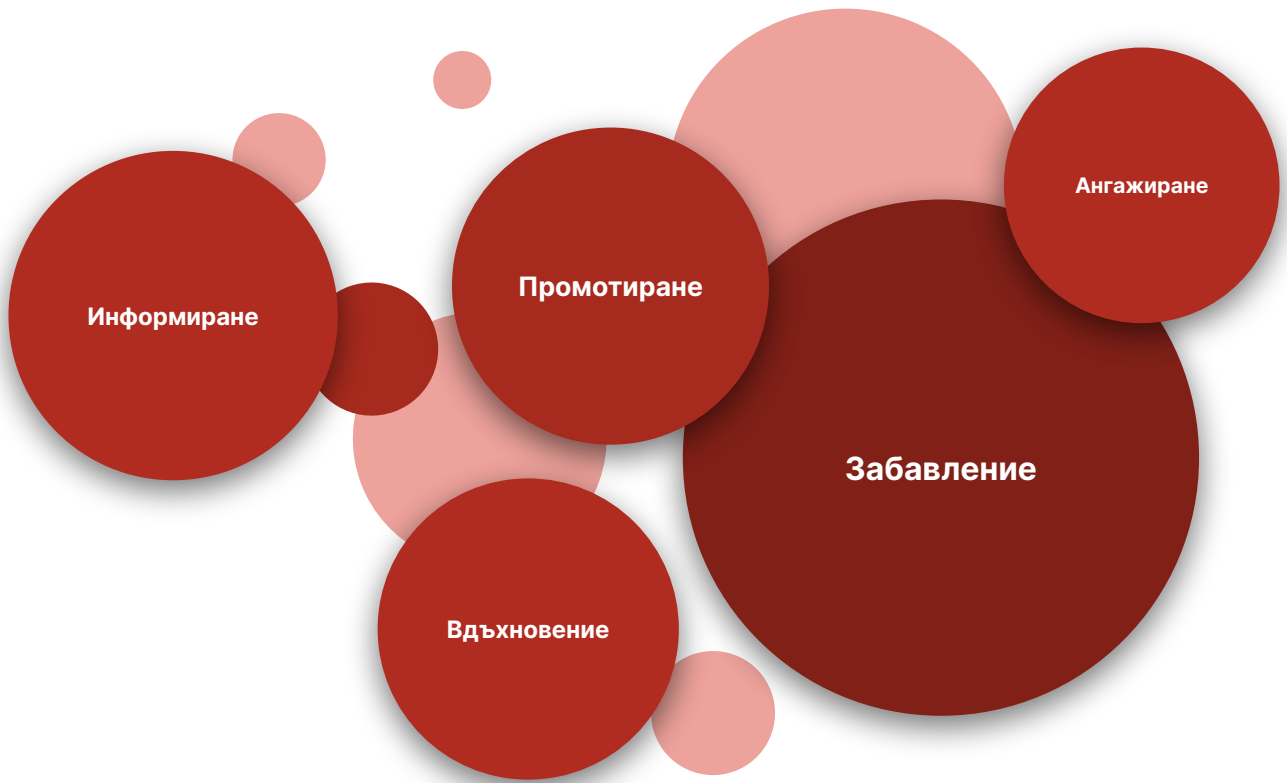 Ангажиране
Промотиране
Информиране
Забавление
Вдъхновение